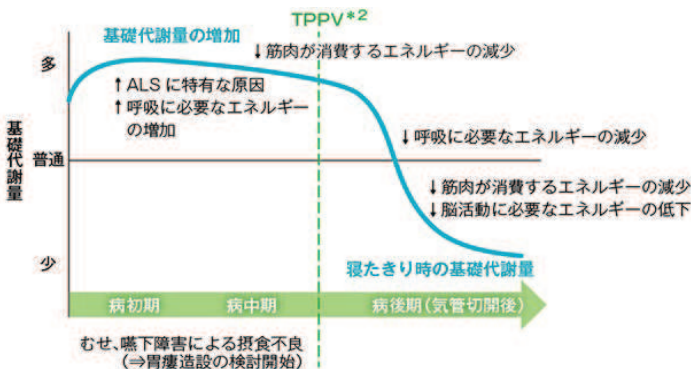 TPPV*2
基礎代謝量の増加
↓筋肉が消費するエネルギーの減少
多
↑ALSに特有な原因
↑呼吸に必要なエネルギー
の増加
基礎代謝量
普通
↓呼吸に必要なエネルギーの減少
↓筋肉が消費するエネルギーの減少
↓脳活動に必要なエネルギーの低下
少
寝たきり時の基礎代謝量
病初期
病中期
病後期(気管切開後)
むせ、嚥下障害による摂食不良
(⇒胃瘻造設の検討開始)